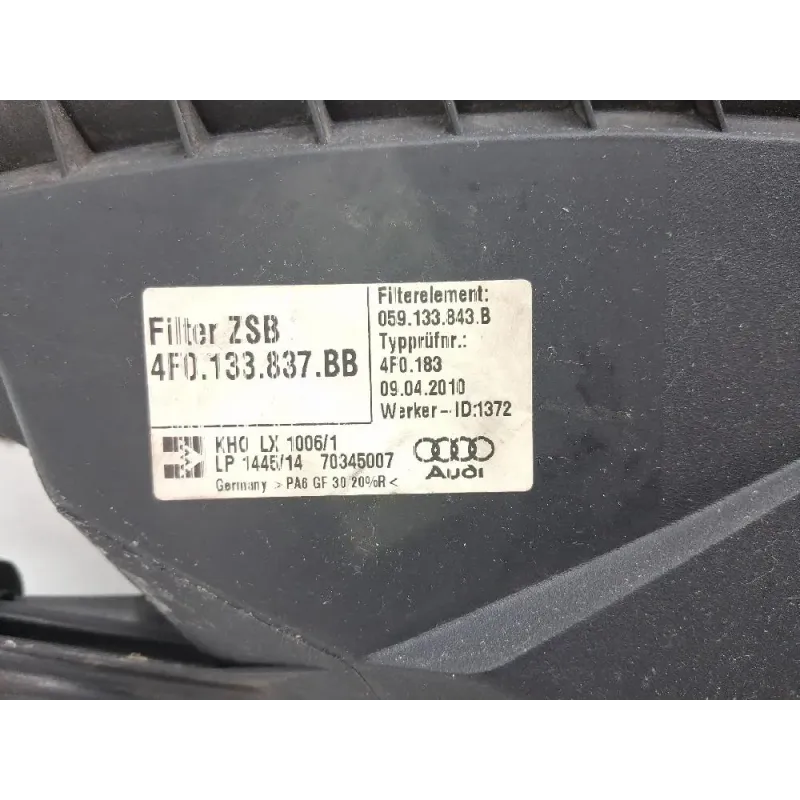 Filter ZSB
4F0.133.837.BB
Filterelement:
059.133.843.B
Typprüfnr.:
4F0.183
09.04.2010
Werker-ID:1372
KHO LX 1006/1
LP 1445/14 70345007
Germany >PA6 GF 30 20%R<
Audi